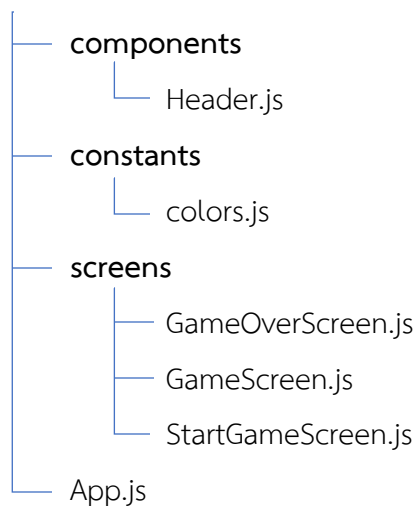 components
Header.js
constants
colors.js
screens
GameOverScreen.js
GameScreen.js
StartGameScreen.js
App.js